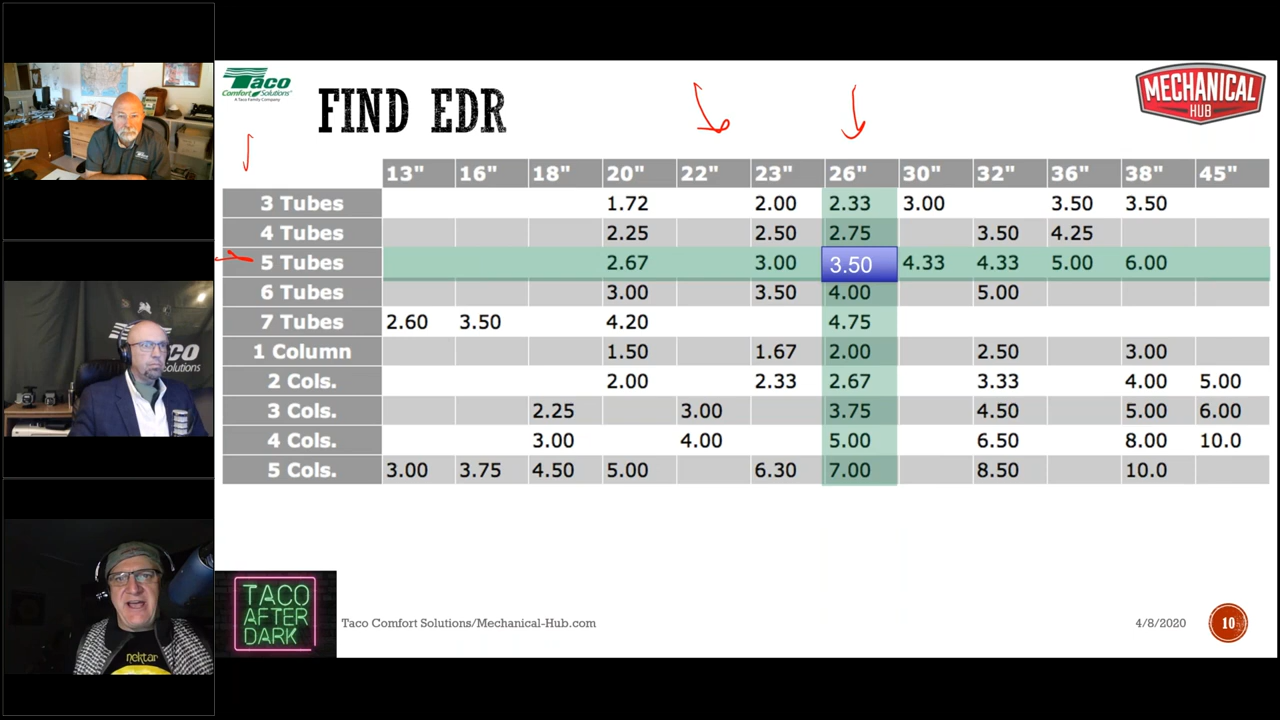 Taco
Comfort Solutions®
A Taco Family Company
FIND EDR
MECHANICAL
HUB
13" 16" 18" 20" 22" 23" 26" 30" 32" 36" 38" 45"
3 Tubes 1.72 2.00 2.33 3.00 3.50 3.50
4 Tubes 2.25 2.50 2.75 3.50 4.25
5 Tubes 2.67 3.00 3.50 4.33 4.33 5.00 6.00
6 Tubes 3.00 3.50 4.00 5.00
7 Tubes 2.60 3.50 4.20 4.75
1 Column 1.50 1.67 2.00 2.50 3.00
2 Cols. 2.00 2.33 2.67 3.33 4.00 5.00
3 Cols. 2.25 3.00 3.75 4.50 5.00 6.00
4 Cols. 3.00 4.00 5.00 6.50 8.00 10.0
5 Cols. 3.00 3.75 4.50 5.00 6.30 7.00 8.50 10.0
TACO
AFTER
DARK
Taco Comfort Solutions/Mechanical-Hub.com
4/8/2020
10
nektar